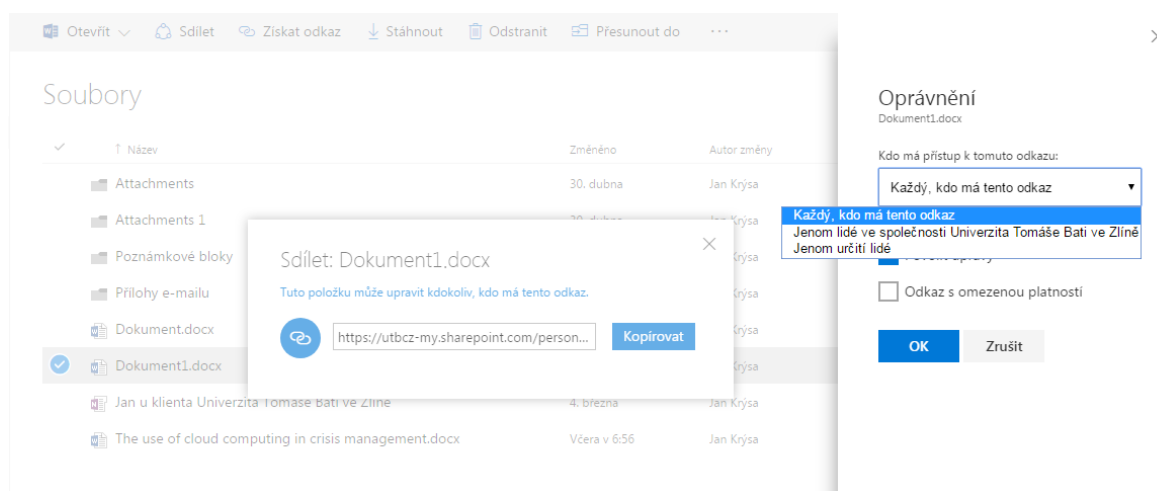 Otevřít Sdílet Získat odkaz Stáhnout Odstranit Přesunout do ...
Soubory
↑ Název Změněno Autor změny
Attachments 30. dubna Jan Krýsa
Attachments 1 Krýsa
Poznámkové bloky Krýsa
Přílohy e-mailu Krýsa
Dokument.docx Krýsa
Dokument1.docx Krýsa
Jan u klienta Univerzita Tomáše Bati ve Zlíně 4. března Jan Krýsa
The use of cloud computing in crisis management.docx Včera v 6:56 Jan Krýsa
Sdílet: Dokument1.docx
Tuto položku může upravit kdokoliv, kdo má tento odkaz.
https://utbcz-my.sharepoint.com/person... Kopírovat
Oprávnění
Dokument1.docx
Kdo má přístup k tomuto odkazu:
Každý, kdo má tento odkaz
Každý, kdo má tento odkaz
Jenom lidé ve společnosti Univerzita Tomáše Bati ve Zlíně
Jenom určití lidé
Odkaz s omezenou platností
OK Zrušit